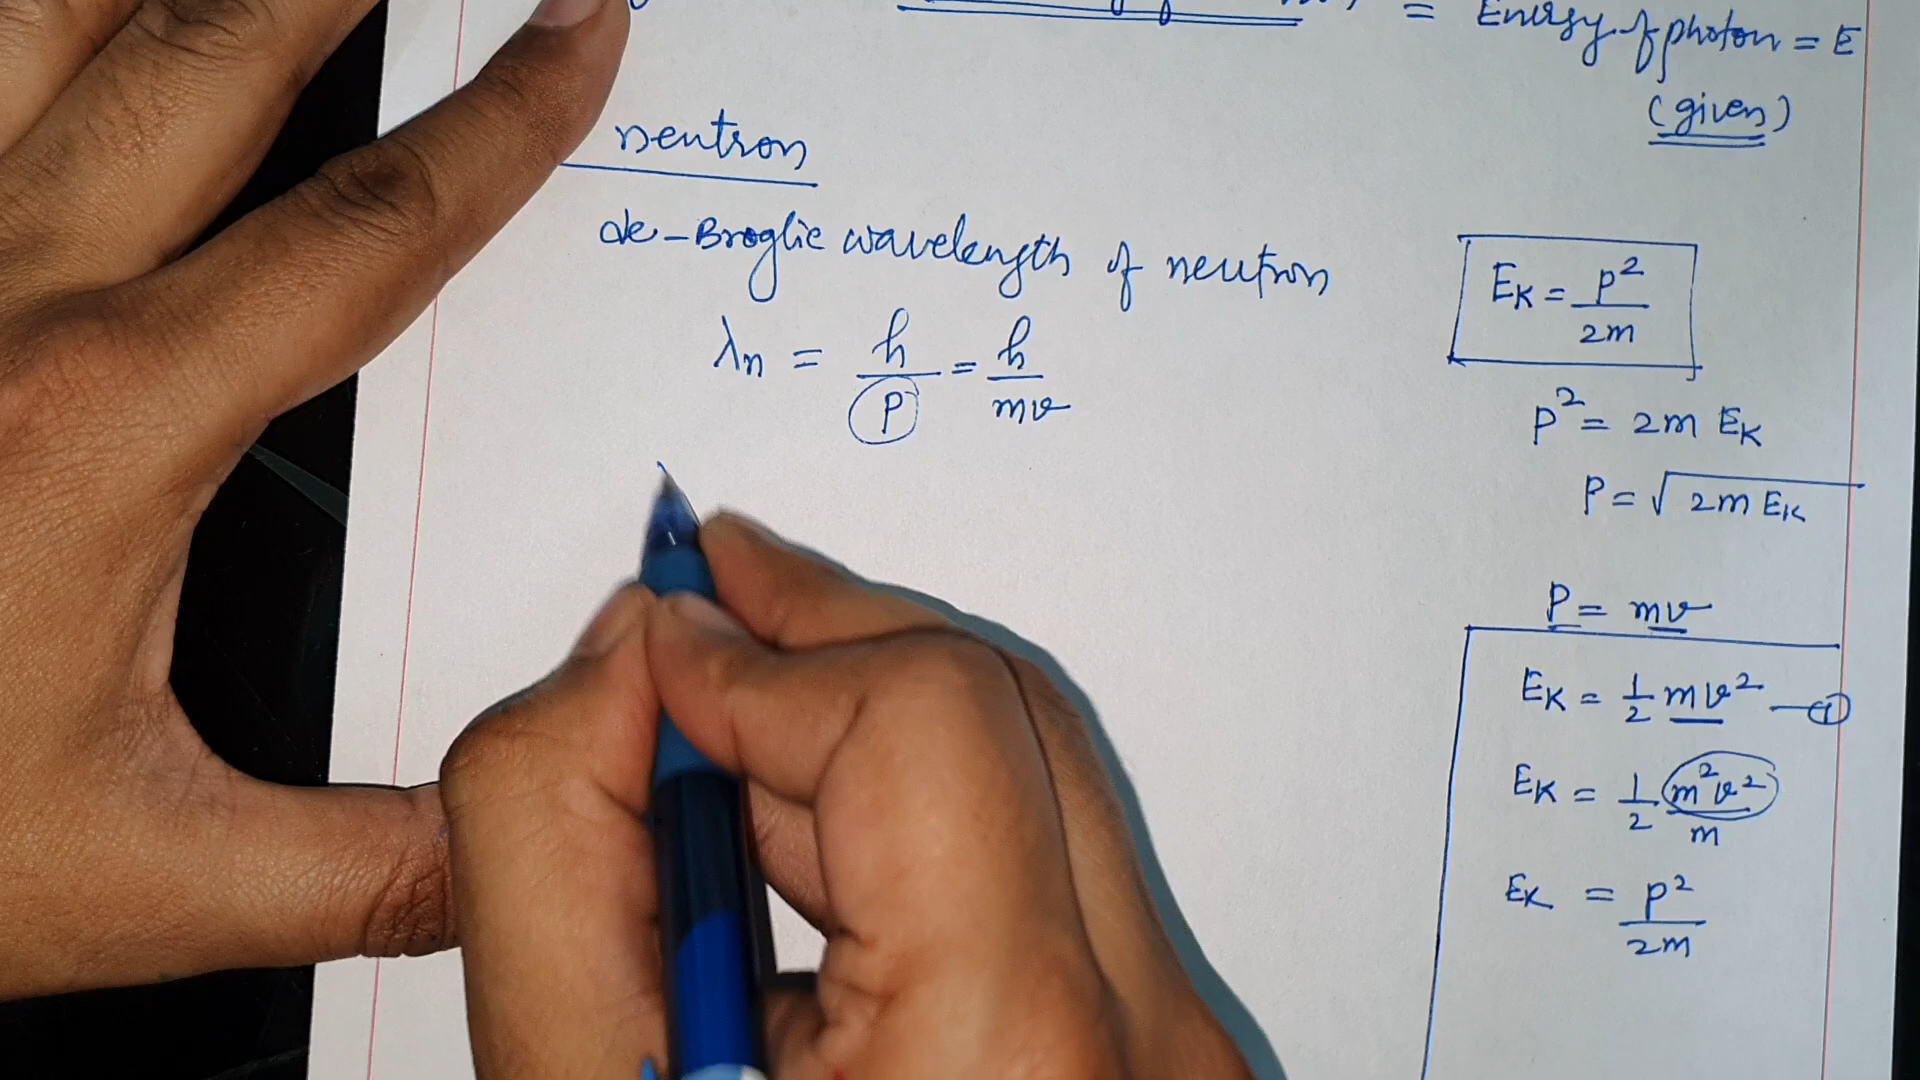 = Energy of photon = E
(given)
neutron
de-Broglie wavelength of neutron
λn = h/p = h/mv
EK = p²/2m
p² = 2m EK
P = √2m EK
P = mv
EK = 1/2 mv² — ①
EK = 1/2 m²v²/m
EK = p²/2m